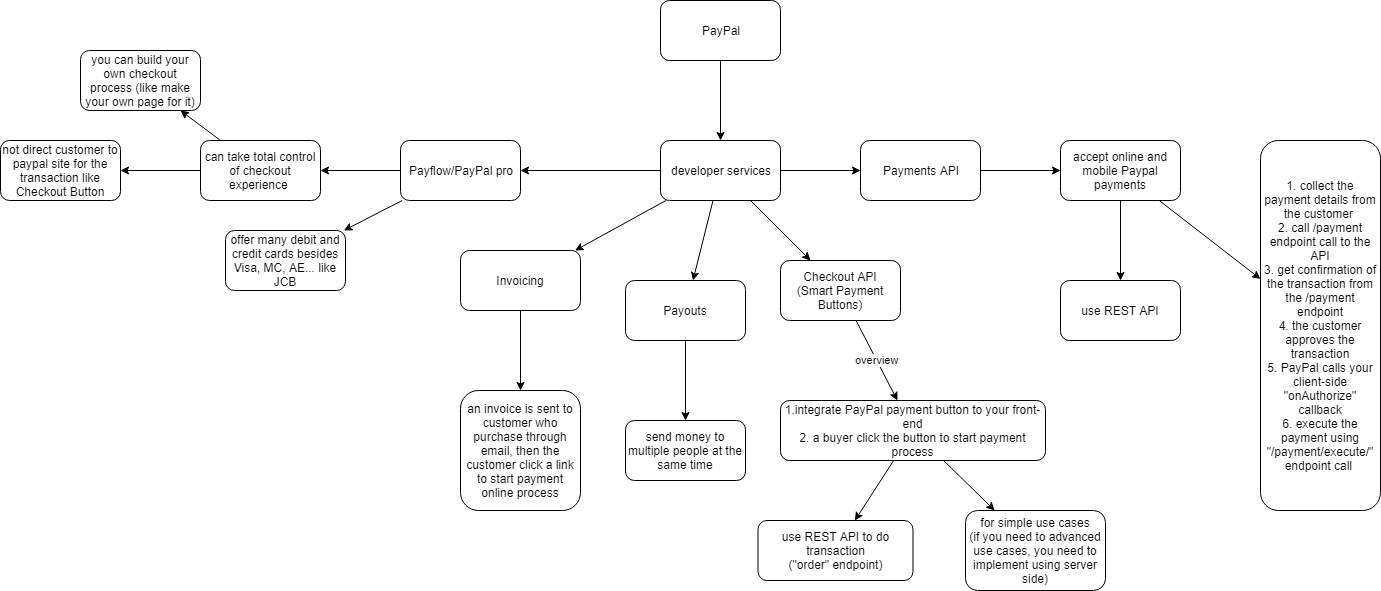 PayPal
you can build your
own checkout
process (like make
your own page for it)
not direct customer to
paypal site for the
transaction like
Checkout Button
can take total control
of checkout
experience
Payflow/PayPal pro
developer services
Payments API
accept online and
mobile Paypal
payments
offer many debit and
credit cards besides
Visa, MC, AE... like
JCB
Invoicing
Payouts
Checkout API
(Smart Payment
Buttons)
use REST API
1. collect the
payment details from
the customer
2. call /payment
endpoint call to the
API
3. get confirmation of
the transaction from
the /payment
endpoint
4. the customer
approves the
transaction
5. PayPal calls your
client-side
"onAuthorize"
callback
6. execute the
payment using
"/payment/execute/"
endpoint call
overview
an invoice is sent to
customer who
purchase through
email, then the
customer click a link
to start payment
online process
send money to
multiple people at the
same time
1.integrate PayPal payment button to your front-
end
2. a buyer click the button to start payment
process
use REST API to do
transaction
("order" endpoint)
for simple use cases
(if you need to advanced
use cases, you need to
implement using server
side)